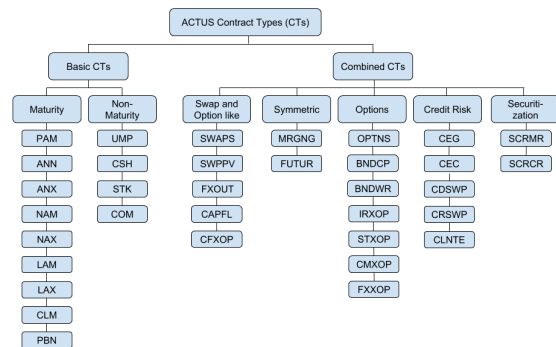 ACTUS Contract Types (CTs)
Basic CTs
Combined CTs
Maturity
Non-
Maturity
Swap and
Option like
Symmetric
Options
Credit Risk
Securiti-
zation
PAM
ANN
ANX
NAM
NAX
LAM
LAX
CLM
PBN
UMP
CSH
STK
COM
SWAPS
SWPPV
FXOUT
CAPFL
CFXOP
MRGNG
FUTUR
OPTNS
BNDCP
BNDWR
IRXOP
STXOP
CMXOP
FXXOP
CEG
CEC
CDSWP
CRSWP
CLNTE
SCRMR
SCRCR